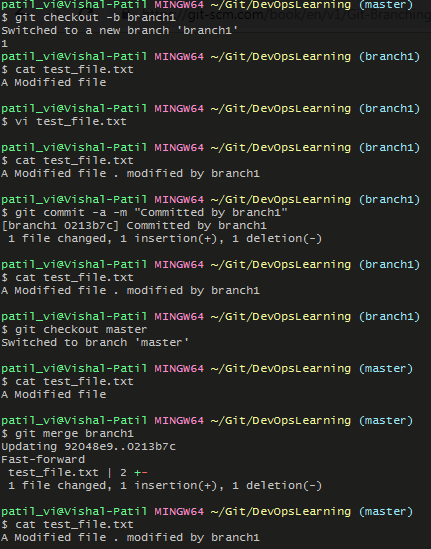 patil_vi@Vishal-Patil MINGW64 ~/Git/DevOpsLearning (master)
$ git checkout -b branch1
Switched to a new branch 'branch1'
1
$ cat test_file.txt
A Modified file
patil_vi@Vishal-Patil MINGW64 ~/Git/DevOpsLearning (branch1)
$ vi test_file.txt
patil_vi@Vishal-Patil MINGW64 ~/Git/DevOpsLearning (branch1)
$ cat test_file.txt
A Modified file . modified by branch1
patil_vi@Vishal-Patil MINGW64 ~/Git/DevOpsLearning (branch1)
$ git commit -a -m "Committed by branch1"
[branch1 0213b7c] Committed by branch1
 1 file changed, 1 insertion(+), 1 deletion(-)
patil_vi@Vishal-Patil MINGW64 ~/Git/DevOpsLearning (branch1)
$ cat test_file.txt
A Modified file . modified by branch1
patil_vi@Vishal-Patil MINGW64 ~/Git/DevOpsLearning (branch1)
$ git checkout master
Switched to branch 'master'
patil_vi@Vishal-Patil MINGW64 ~/Git/DevOpsLearning (master)
$ cat test_file.txt
A Modified file
patil_vi@Vishal-Patil MINGW64 ~/Git/DevOpsLearning (master)
$ git merge branch1
Updating 92048e9..0213b7c
Fast-forward
 test_file.txt | 2 +-
 1 file changed, 1 insertion(+), 1 deletion(-)
patil_vi@Vishal-Patil MINGW64 ~/Git/DevOpsLearning (master)
$ cat test_file.txt
A Modified file . modified by branch1